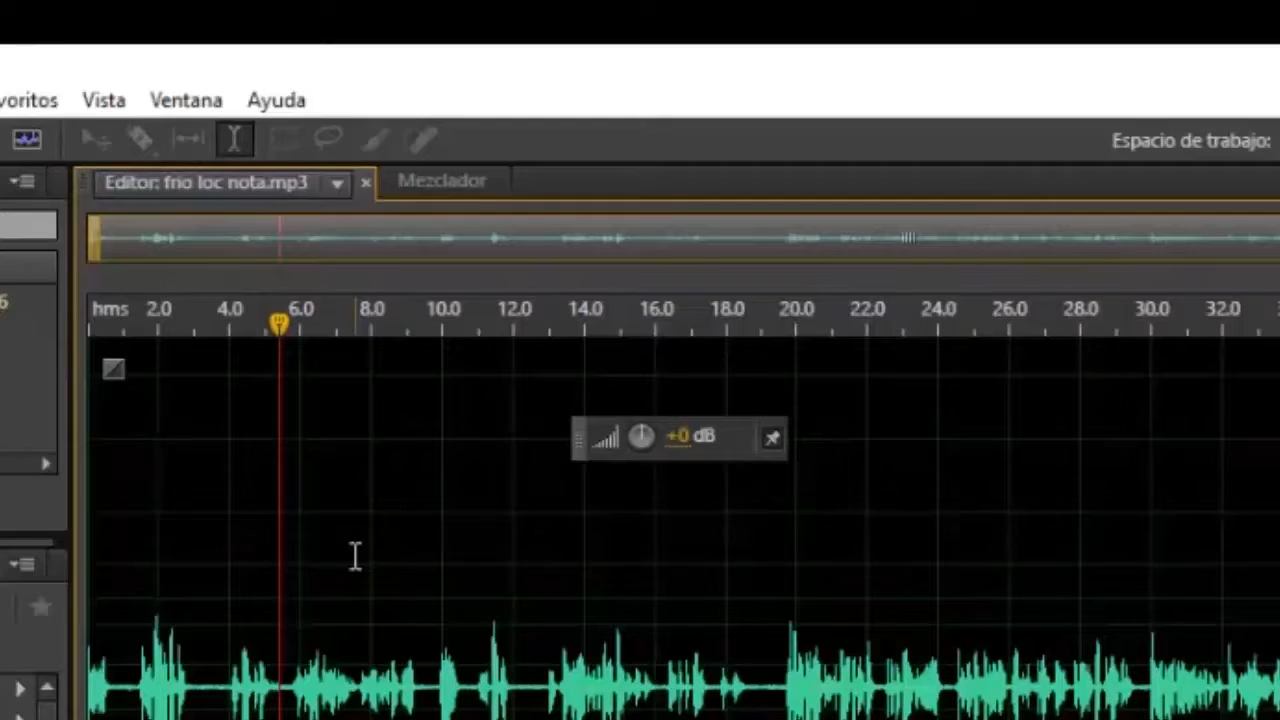 voritos Vista Ventana Ayuda
Espacio de trabajo:
Editor: frio loc nota.mp3 Mezclador
6
hms 2.0 4.0 6.0 8.0 10.0 12.0 14.0 16.0 18.0 20.0 22.0 24.0 26.0 28.0 30.0 32.0
+0 dB